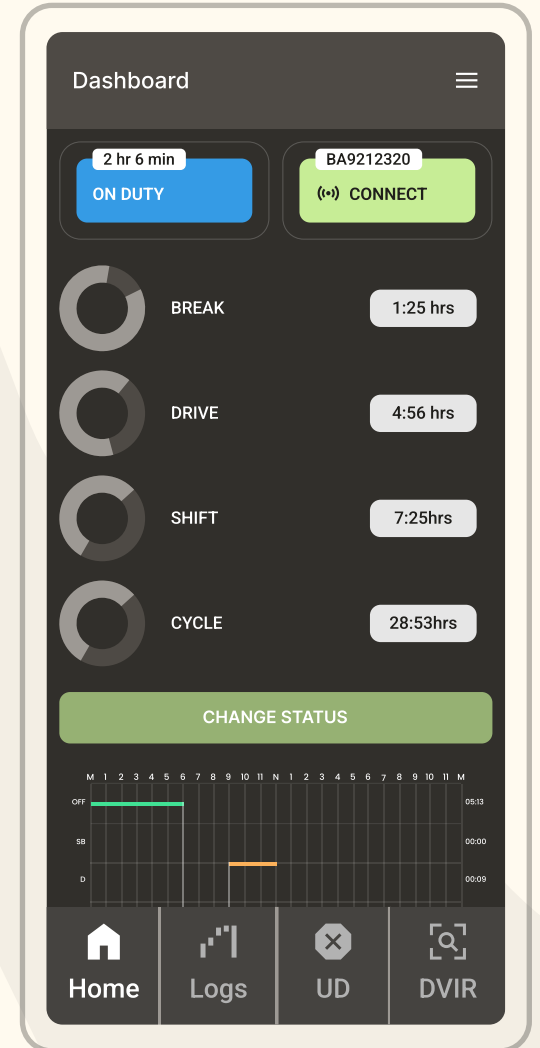 Dashboard
2 hr 6 min
BA9212320
ON DUTY
CONNECT
BREAK
1:25 hrs
DRIVE
4:56 hrs
SHIFT
7:25hrs
CYCLE
28:53hrs
CHANGE STATUS
M 1 2 3 4 5 6 7 8 9 10 11 N 1 2 3 4 5 6 7 8 9 10 11 M
OFF
05:13
SB
00:00
D
00:09
Home
Logs
UD
DVIR